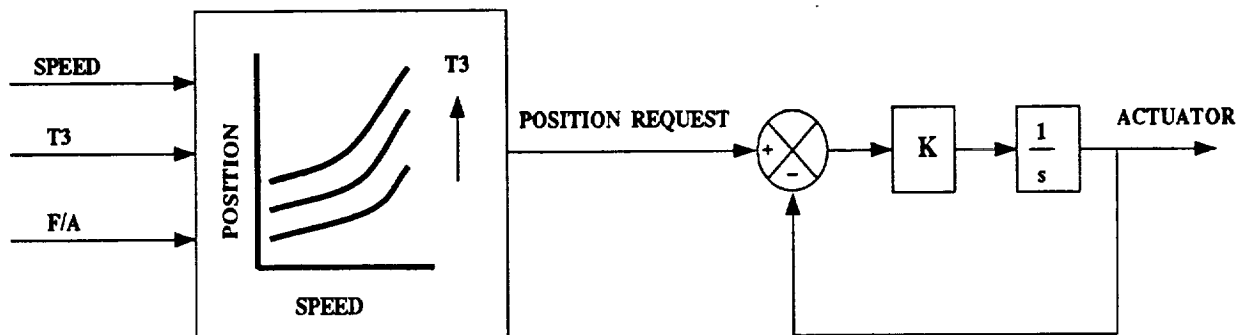 SPEED
T3
F/A
POSITION
SPEED
T3
POSITION REQUEST
+
−
K
1
s
ACTUATOR